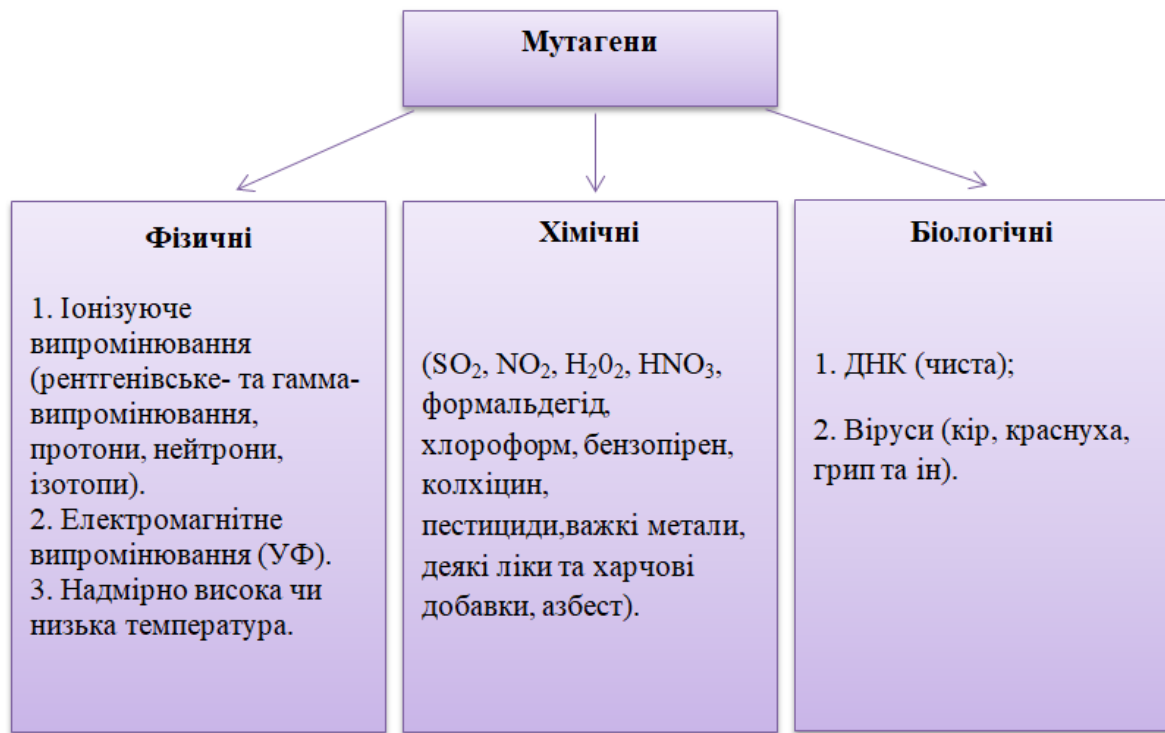 Мутагени
Фізичні
1. Іонізуюче
випромінювання
(рентгенівське- та гамма-
випромінювання,
протони, нейтрони,
ізотопи).
2. Електромагнітне
випромінювання (УФ).
3. Надмірно висока чи
низька температура.
Хімічні
(SO₂, NO₂, H₂0₂, HNO₃,
формальдегід,
хлороформ, бензопірен,
колхіцин,
пестициди,важкі метали,
деякі ліки та харчові
добавки, азбест).
Біологічні
1. ДНК (чиста);
2. Віруси (кір, краснуха,
грип та ін).